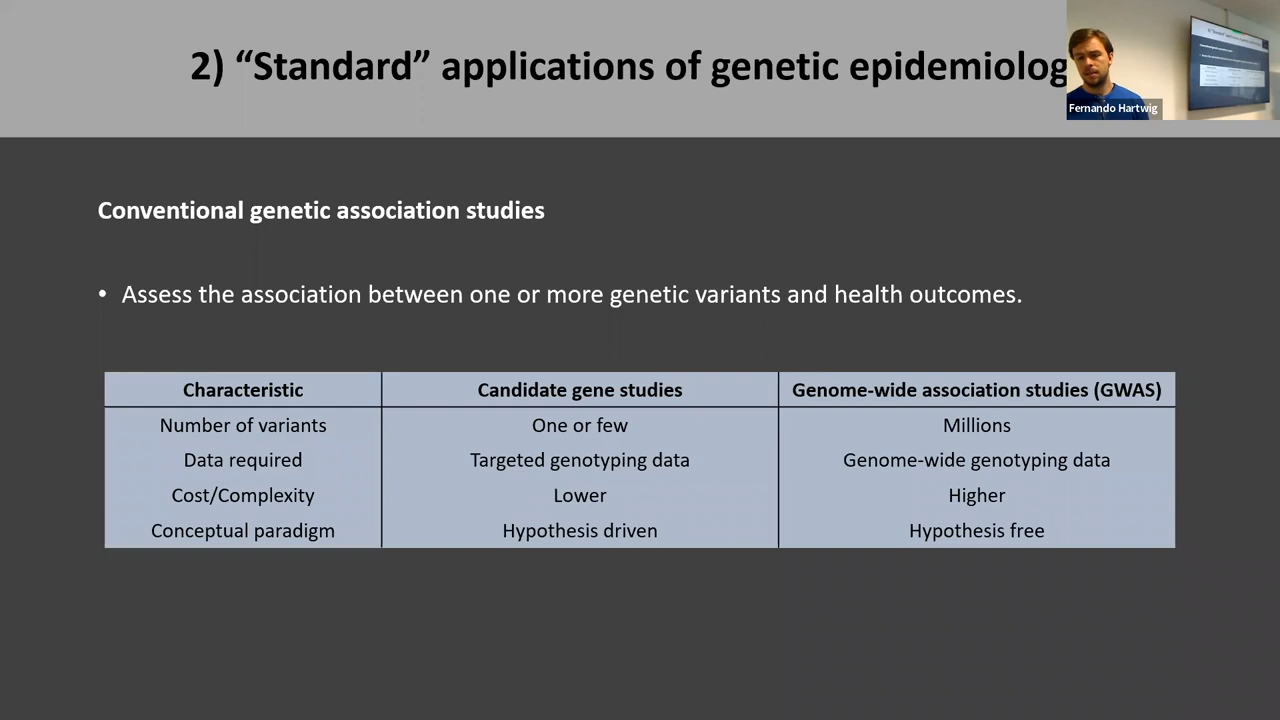 2) “Standard” applications of genetic epidemiolog
Fernando Hartwig
Conventional genetic association studies
• Assess the association between one or more genetic variants and health outcomes.
Characteristic Candidate gene studies Genome-wide association studies (GWAS)
Number of variants One or few Millions
Data required Targeted genotyping data Genome-wide genotyping data
Cost/Complexity Lower Higher
Conceptual paradigm Hypothesis driven Hypothesis free